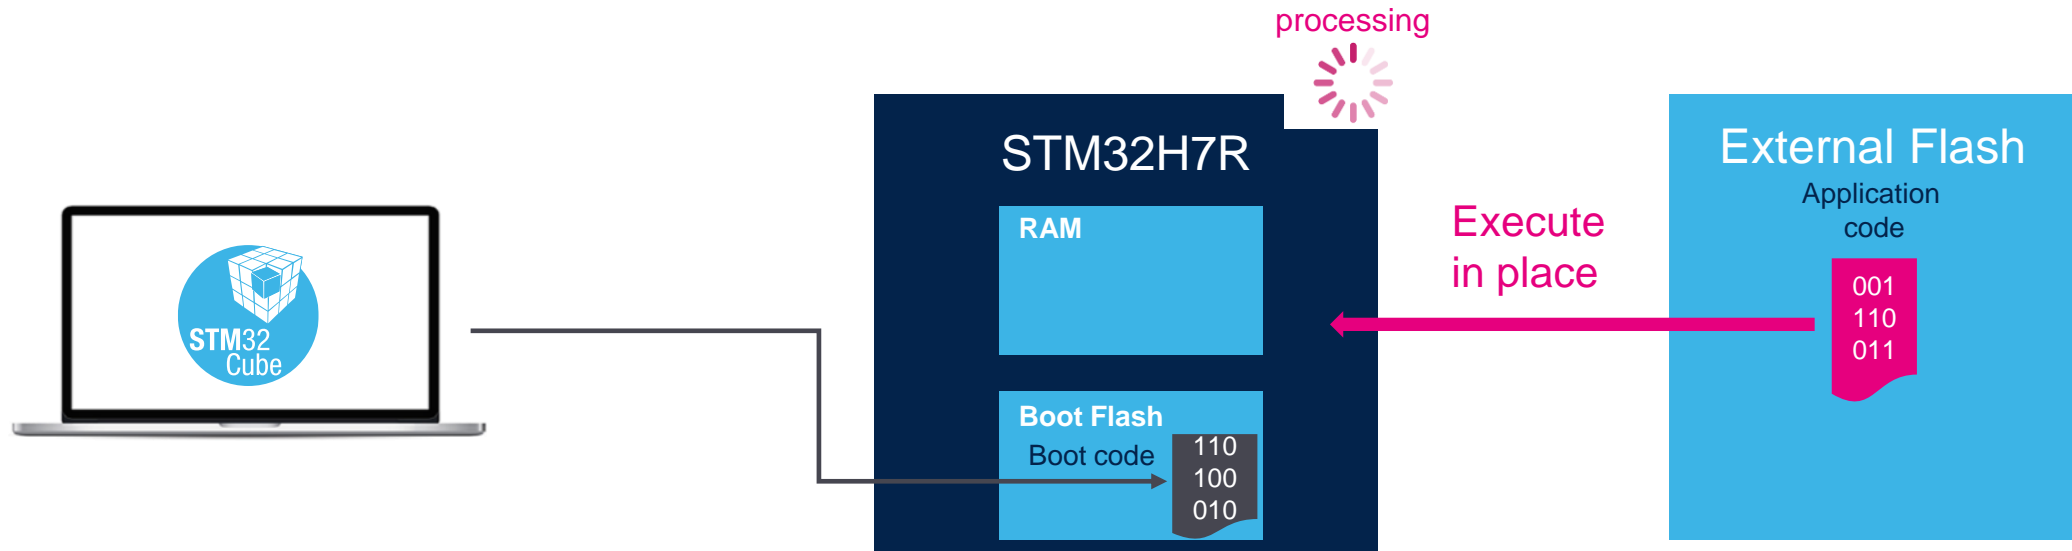 processing
STM32H7R
External Flash
Application
code
RAM
Execute
in place
001
110
011
STM32
Cube
Boot Flash
Boot code
110
100
010